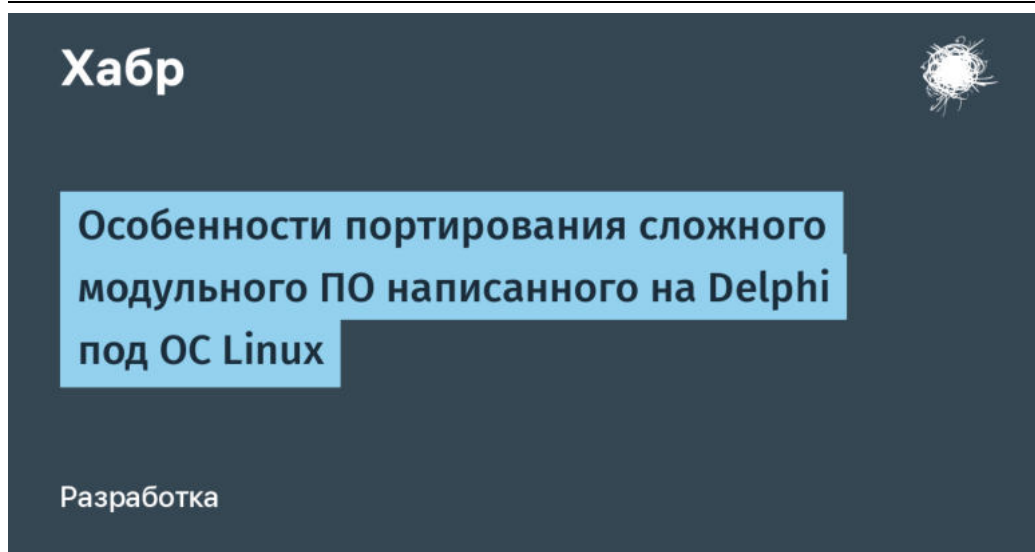 Хабр
Особенности портирования сложного
модульного ПО написанного на Delphi
под ОС Linux
Разработка